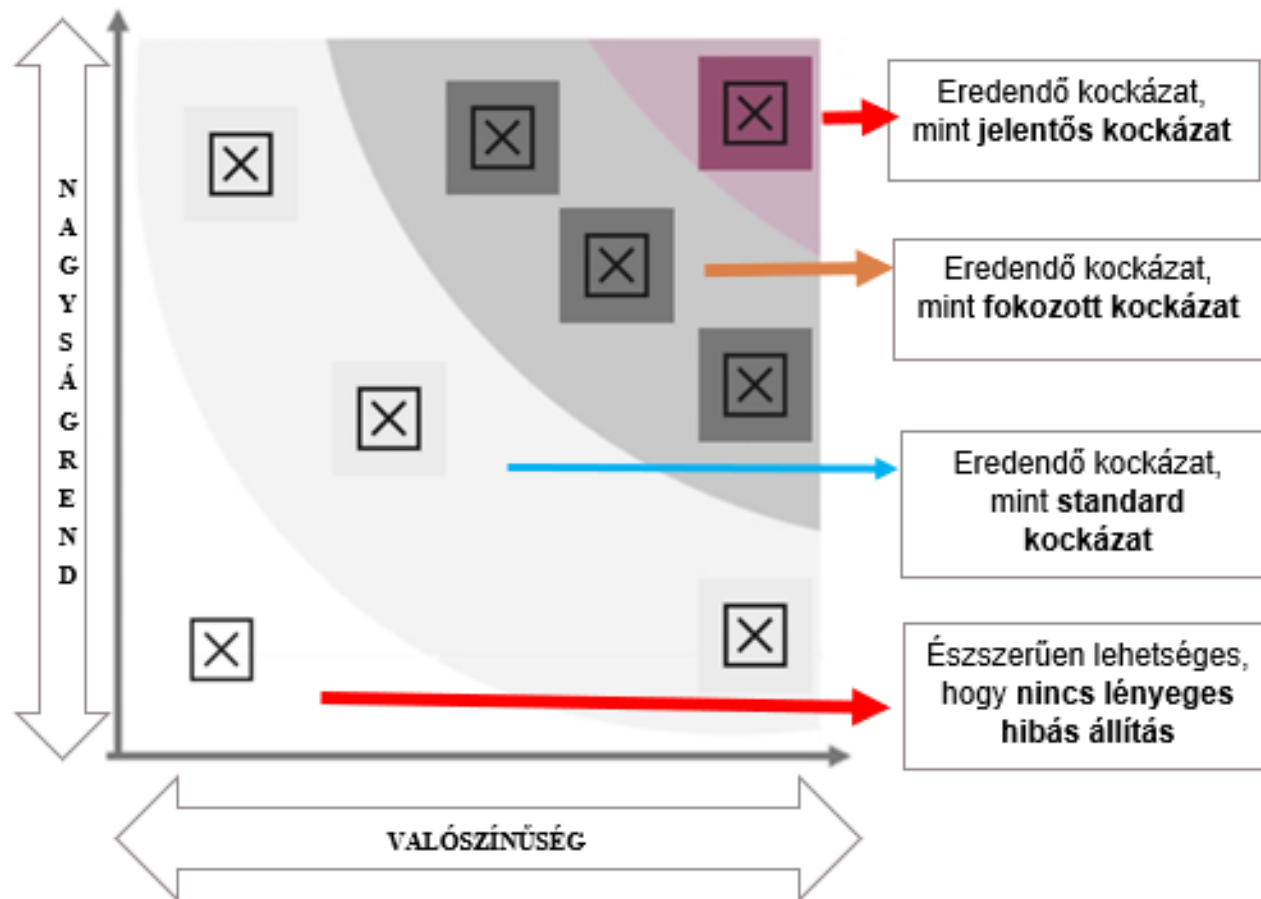 NAGYSÁGREND
Eredendő kockázat,
mint jelentős kockázat
Eredendő kockázat,
mint fokozott kockázat
Eredendő kockázat,
mint standard
kockázat
Észszerűen lehetséges,
hogy nincs lényeges
hibás állítás
VALÓSZÍNŰSÉG